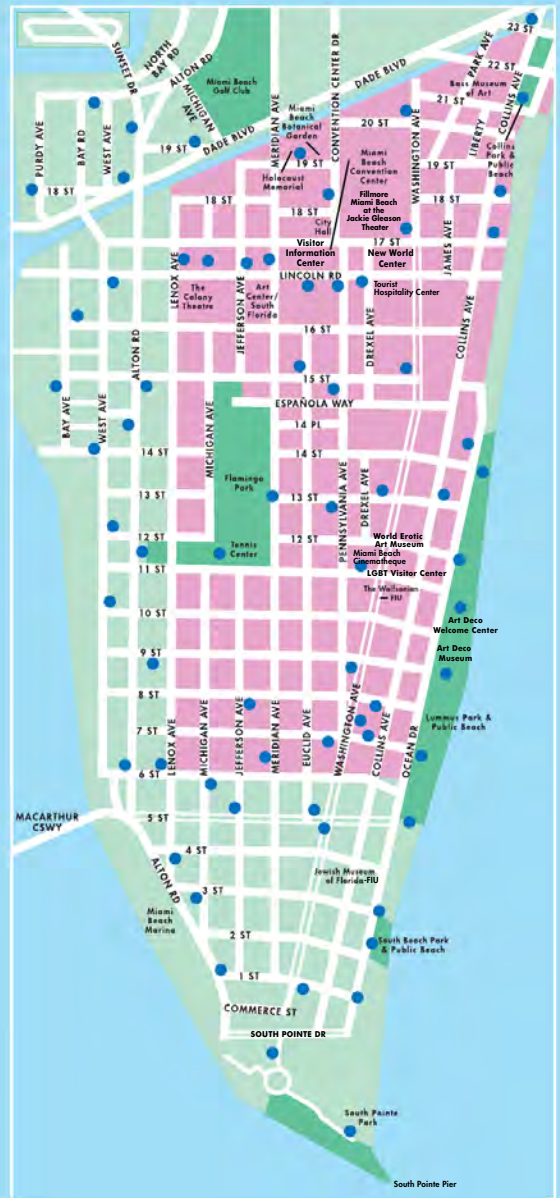 23 ST
PARK AVE
22 ST
SUNSET DR
NORTH
BAY RD
ALTON RD
MICHIGAN
AVE
Miami Beach
Golf Club
MERIDIAN AVE
CONVENTION CENTER DR
DADE BLVD
Bass Museum
of Art
COLLINS AVE
21 ST
Miami
Beach
Botanical
Garden
20 ST
WASHINGTON AVE
LIBERTY
Collins
Park &
Public
Beach
PURDY AVE
BAY RD
WEST AVE
19 ST
DADE BLVD
19 ST
Miami
Beach
Convention
Center
19 ST
Holocaust
Memorial
18 ST
18 ST
18 ST
18 ST
City
Hall
Fillmore
Miami Beach
at the
Jackie Gleason
Theater
Visitor
Information
Center
17 ST
New World
Center
JAMES AVE
LENOX AVE
LINCOLN RD
Tourist
Hospitality Center
The
Colony
Theatre
JEFFERSON AVE
Art
Center/
South
Florida
DREXEL AVE
COLLINS AVE
ALTON RD
16 ST
15 ST
BAY AVE
WEST AVE
MICHIGAN AVE
ESPAÑOLA WAY
14 PL
14 ST
14 ST
Flamingo
Park
13 ST
13 ST
PENNSYLVANIA AVE
DREXEL AVE
12 ST
12 ST
Tennis
Center
World Erotic
Art Museum
Miami Beach
Cinematheque
11 ST
LGBT Visitor Center
The Wolfsonian
– FIU
10 ST
Art Deco
Welcome Center
9 ST
Art Deco
Museum
8 ST
7 ST
LENOX AVE
MICHIGAN AVE
JEFFERSON AVE
MERIDIAN AVE
EUCLID AVE
WASHINGTON AVE
COLLINS AVE
OCEAN DR
Lummus Park &
Public Beach
6 ST
MACARTHUR
CSWY
5 ST
4 ST
ALTON RD
Jewish Museum
of Florida-FIU
3 ST
Miami
Beach
Marina
2 ST
South Beach Park
& Public Beach
1 ST
COMMERCE ST
SOUTH POINTE DR
South Pointe
Park
South Pointe Pier